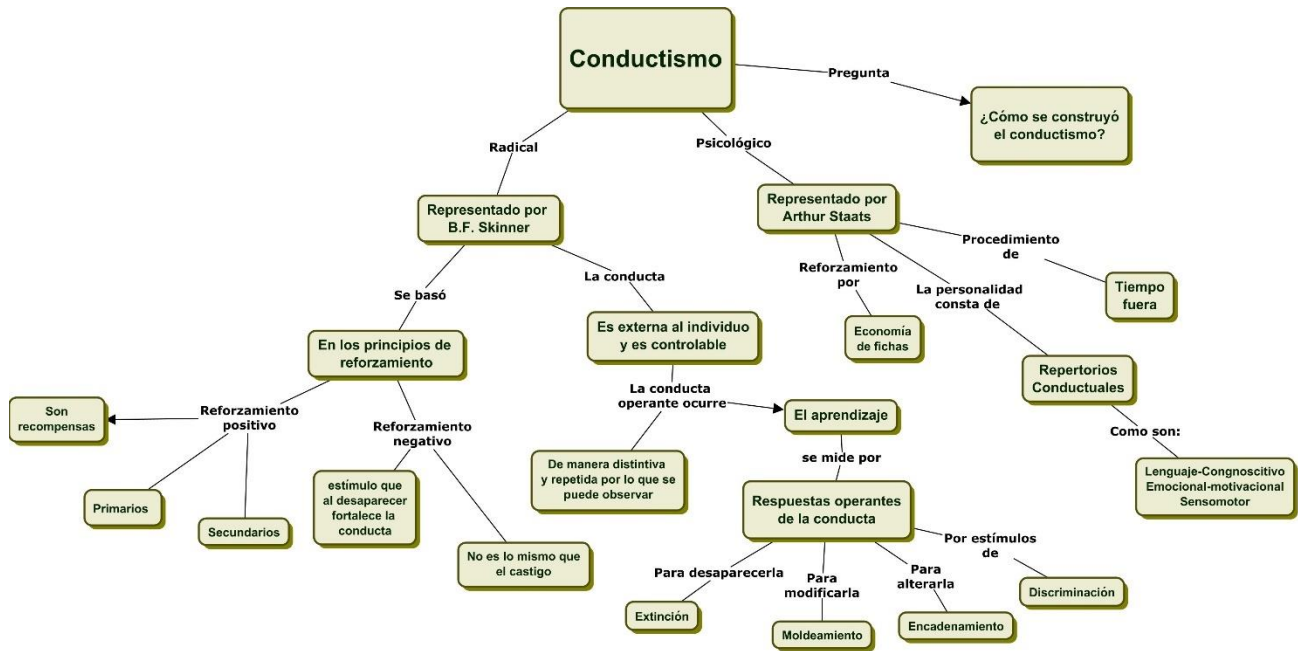 Conductismo
Pregunta
¿Cómo se construyó
el conductismo?
Radical
Psicológico
Representado por
B.F. Skinner
Representado por
Arthur Staats
Se basó
La conducta
Reforzamiento
por
La personalidad
consta de
Procedimiento
de
Tiempo
fuera
En los principios de
reforzamiento
Es externa al individuo
y es controlable
Economía
de fichas
Repertorios
Conductuales
Son
recompensas
Reforzamiento
positivo
Reforzamiento
negativo
La conducta
operante ocurre
El aprendizaje
Como son:
Primarios
Secundarios
estímulo que
al desaparecer
fortalece la
conducta
No es lo mismo que
el castigo
De manera distintiva
y repetida por lo que se
puede observar
se mide por
Lenguaje-Congnoscitivo
Emocional-motivacional
Sensomotor
Respuestas operantes
de la conducta
Para desaparecerla
Para
modificarla
Para
alterarla
Por estímulos
de
Extinción
Moldeamiento
Encadenamiento
Discriminación